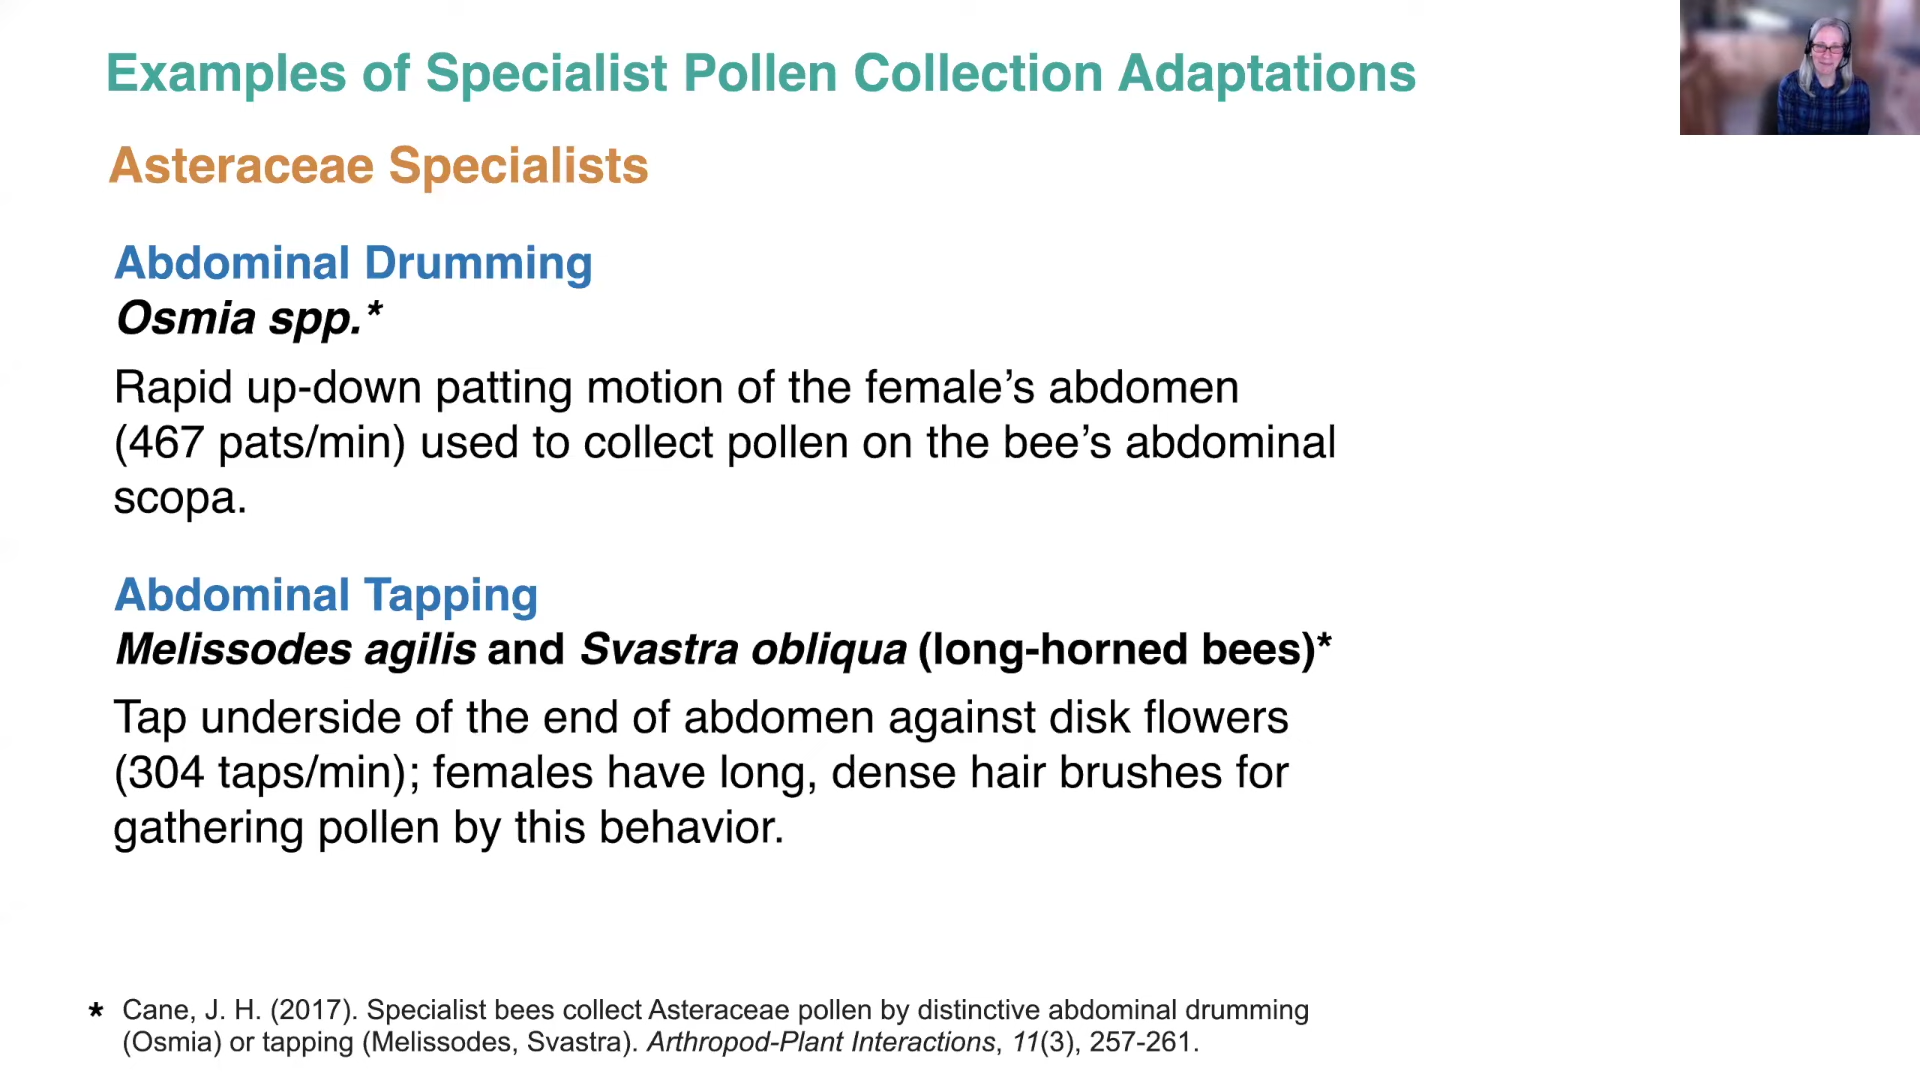 Examples of Specialist Pollen Collection Adaptations
Asteraceae Specialists
Abdominal Drumming
Osmia spp.*
Rapid up-down patting motion of the female’s abdomen
(467 pats/min) used to collect pollen on the bee’s abdominal
scopa.
Abdominal Tapping
Melissodes agilis and Svastra obliqua (long-horned bees)*
Tap underside of the end of abdomen against disk flowers
(304 taps/min); females have long, dense hair brushes for
gathering pollen by this behavior.
* Cane, J. H. (2017). Specialist bees collect Asteraceae pollen by distinctive abdominal drumming
(Osmia) or tapping (Melissodes, Svastra). Arthropod-Plant Interactions, 11(3), 257-261.